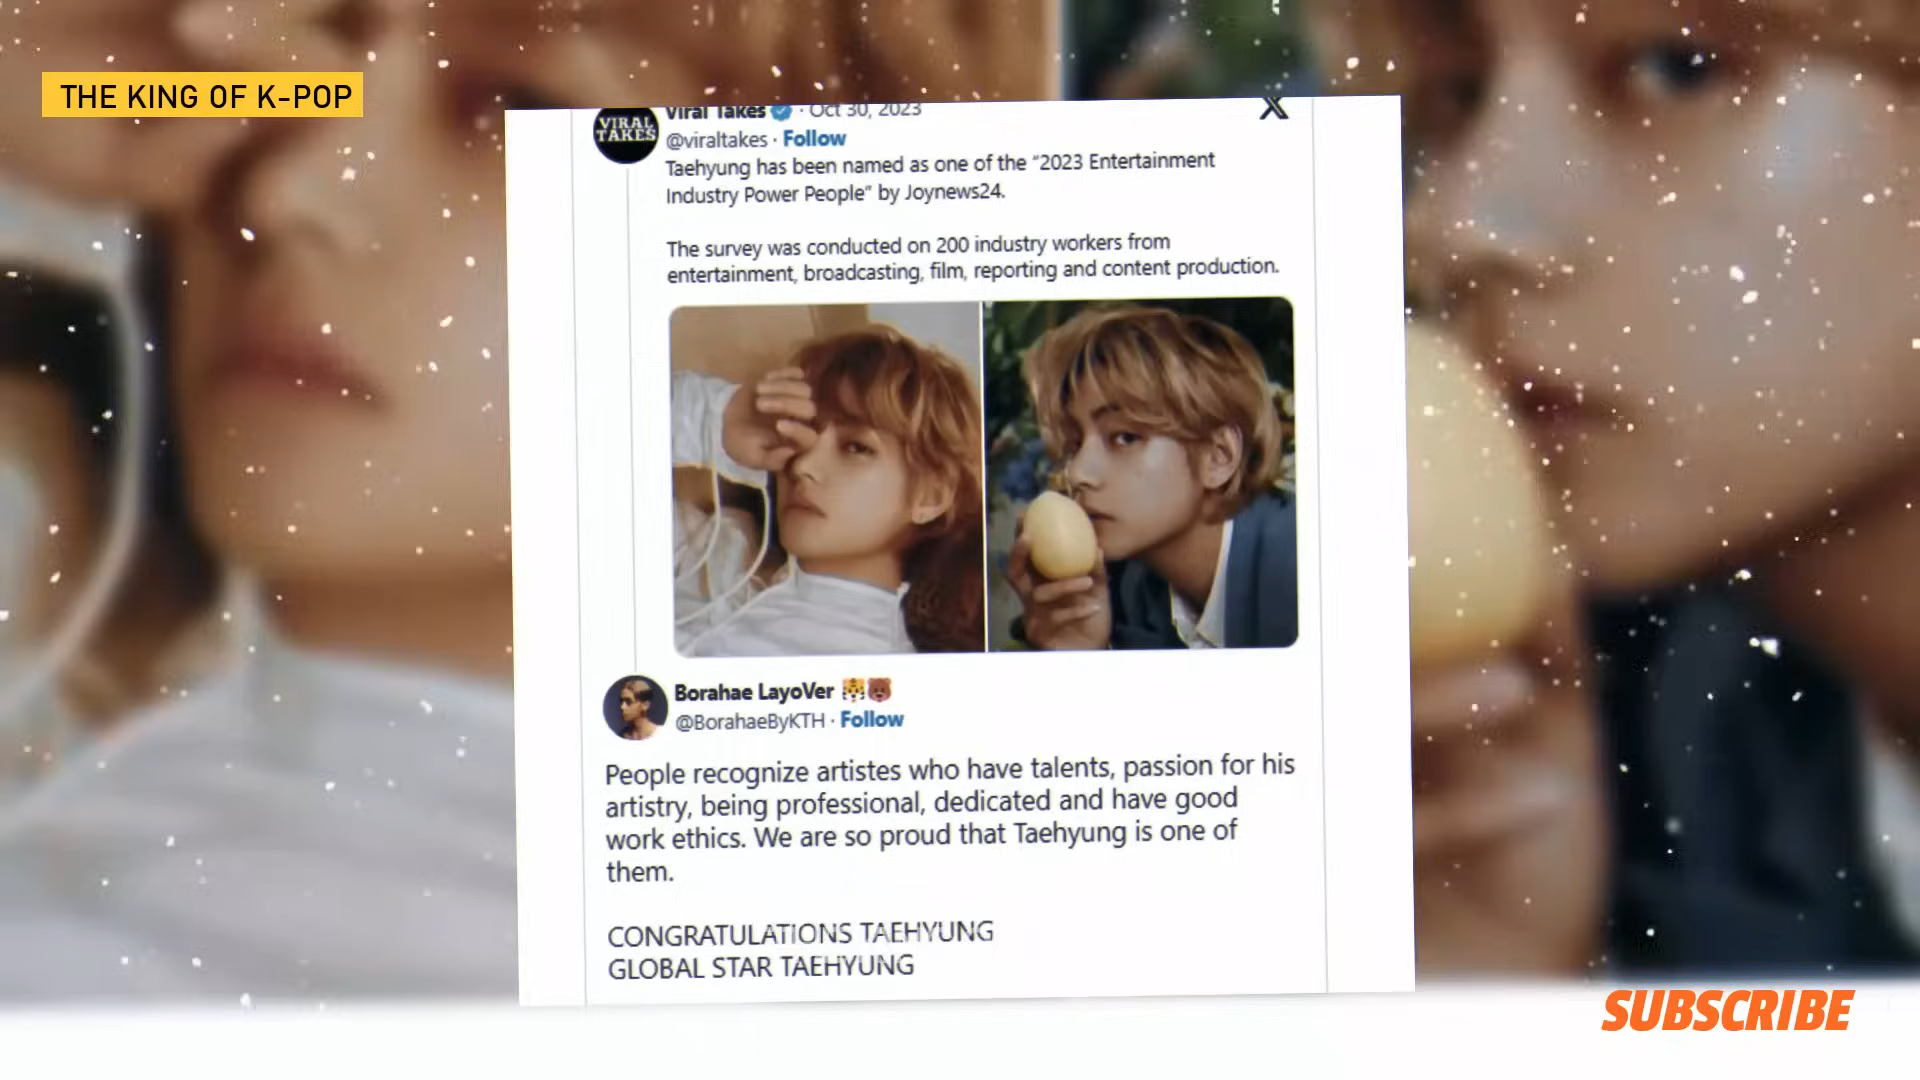 THE KING OF K-POP
VIRAL
TAKES
Viral Takes · Oct 30, 2023
@viraltakes · Follow
Taehyung has been named as one of the “2023 Entertainment
Industry Power People” by Joynews24.
The survey was conducted on 200 industry workers from
entertainment, broadcasting, film, reporting and content production.
Borahae LayoVer 🐯🐻
@BorahaeByKTH · Follow
People recognize artistes who have talents, passion for his
artistry, being professional, dedicated and have good
work ethics. We are so proud that Taehyung is one of
them.
CONGRATULATIONS TAEHYUNG
GLOBAL STAR TAEHYUNG
SUBSCRIBE